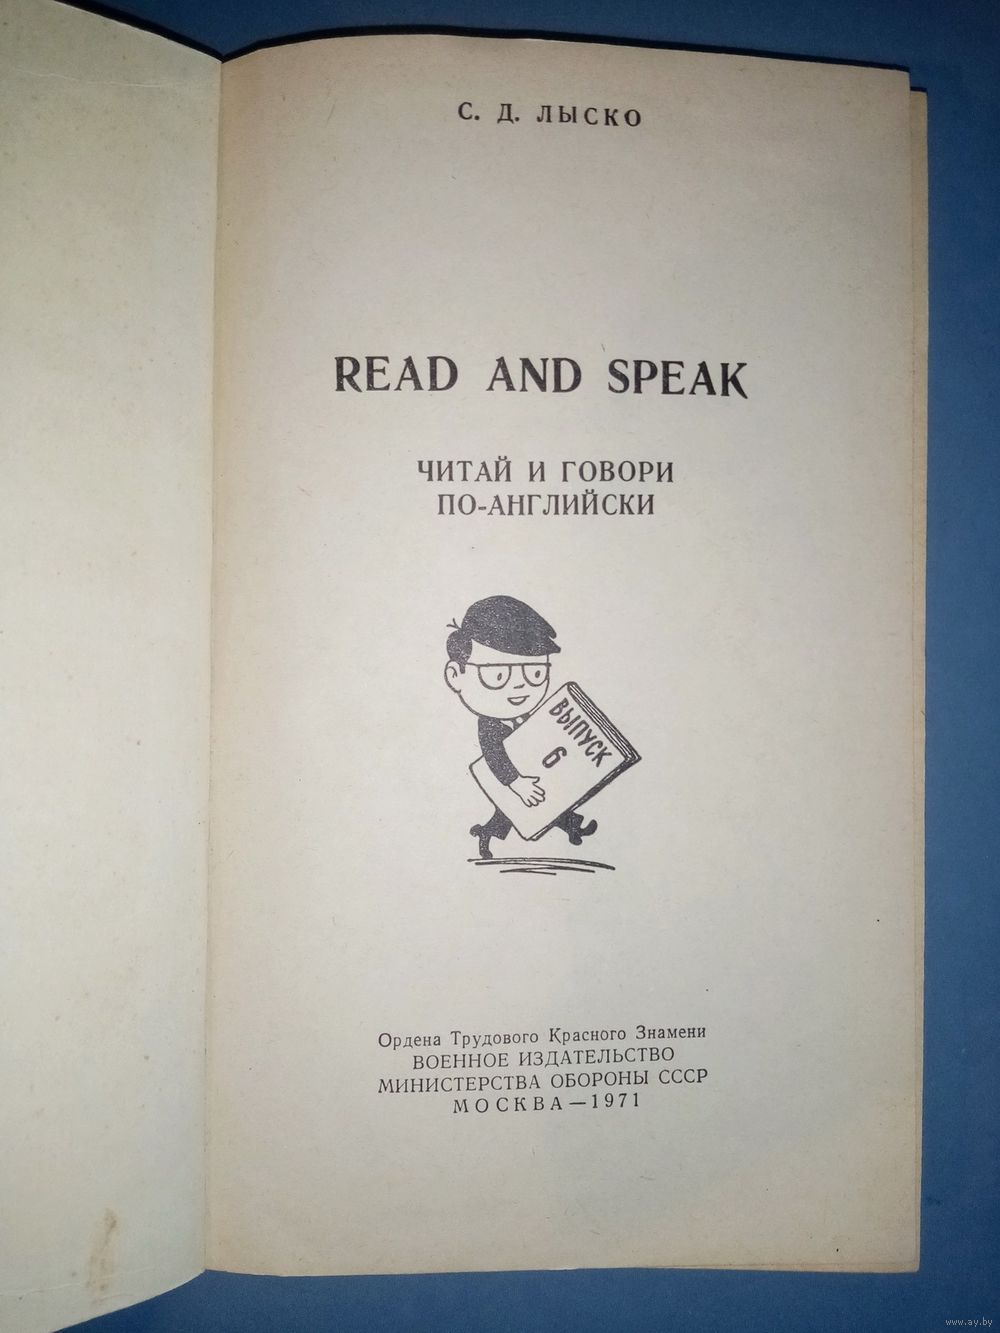 С. Д. ЛЫСКО
READ AND SPEAK
ЧИТАЙ И ГОВОРИ
ПО-АНГЛИЙСКИ
ВЫПУСК
6
Ордена Трудового Красного Знамени
ВОЕННОЕ ИЗДАТЕЛЬСТВО
МИНИСТЕРСТВА ОБОРОНЫ СССР
МОСКВА — 1971
www.ay.by